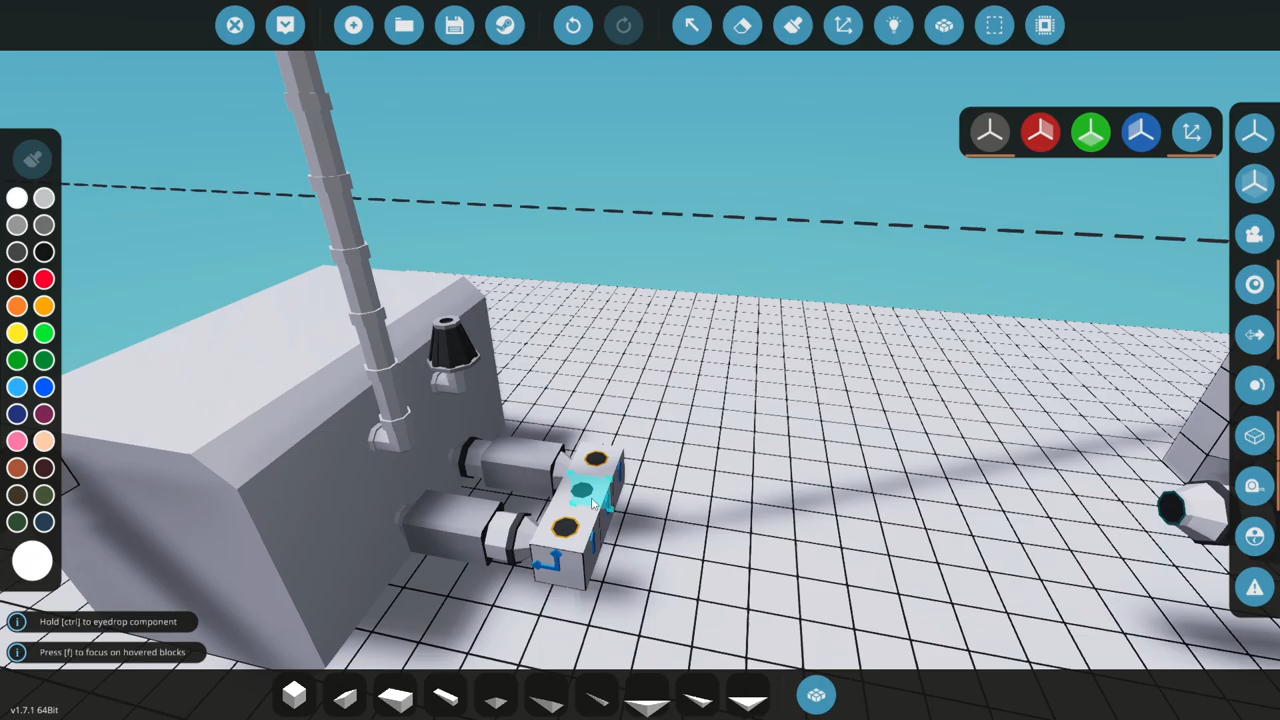 Hold [ctrl] to eyedrop component
Press [f] to focus on hovered blocks
v1.7.1 64Bit